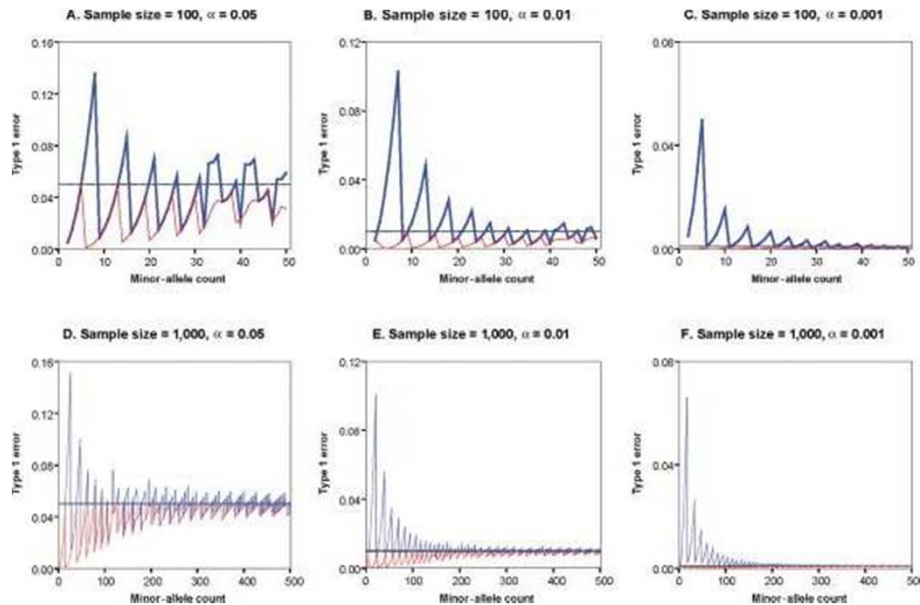 A. Sample size = 100, α = 0.05
B. Sample size = 100, α = 0.01
C. Sample size = 100, α = 0.001
Type 1 error
0.16
0.12
0.08
0.04
0.00
0 10 20 30 40 50
Minor-allele count
Type 1 error
0.12
0.08
0.04
0.00
0 10 20 30 40 50
Minor-allele count
Type 1 error
0.08
0.04
0.00
0 10 20 30 40 50
Minor-allele count
D. Sample size = 1,000, α = 0.05
E. Sample size = 1,000, α = 0.01
F. Sample size = 1,000, α = 0.001
Type 1 error
0.16
0.12
0.08
0.04
0.00
0 100 200 300 400 500
Minor-allele count
Type 1 error
0.12
0.08
0.04
0.00
0 100 200 300 400 500
Minor-allele count
Type 1 error
0.08
0.04
0.00
0 100 200 300 400 500
Minor-allele count